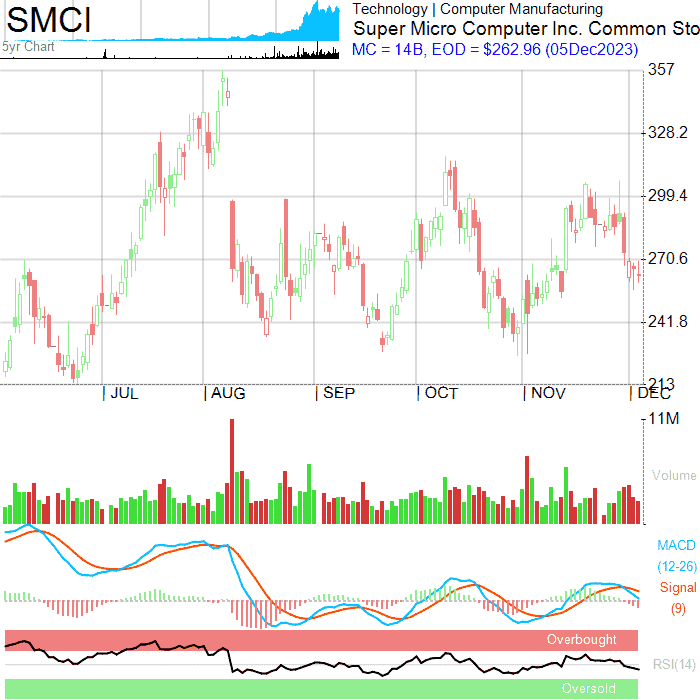 SMCI
5yr Chart
Technology | Computer Manufacturing
Super Micro Computer Inc. Common Sto
MC = 14B, EOD = $262.96 (05Dec2023)
357
328.2
299.4
270.6
241.8
213
| JUL | AUG | SEP | OCT | NOV | DEC
11M
Volume
MACD
(12-26)
Signal
(9)
Overbought
RSI(14)
Oversold